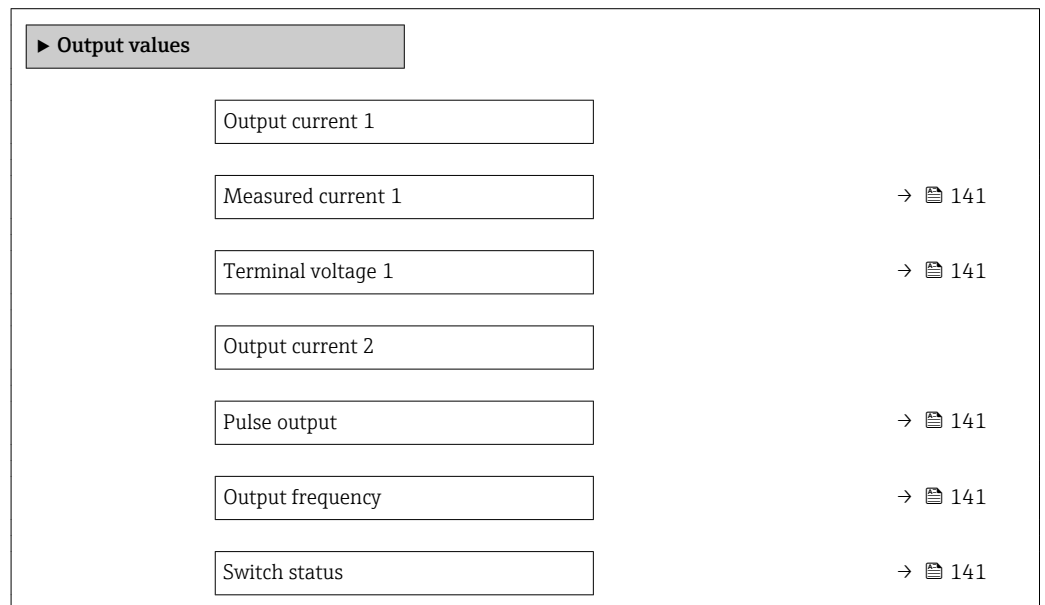 ▶ Output values
Output current 1
Measured current 1 → 141
Terminal voltage 1 → 141
Output current 2
Pulse output → 141
Output frequency → 141
Switch status → 141